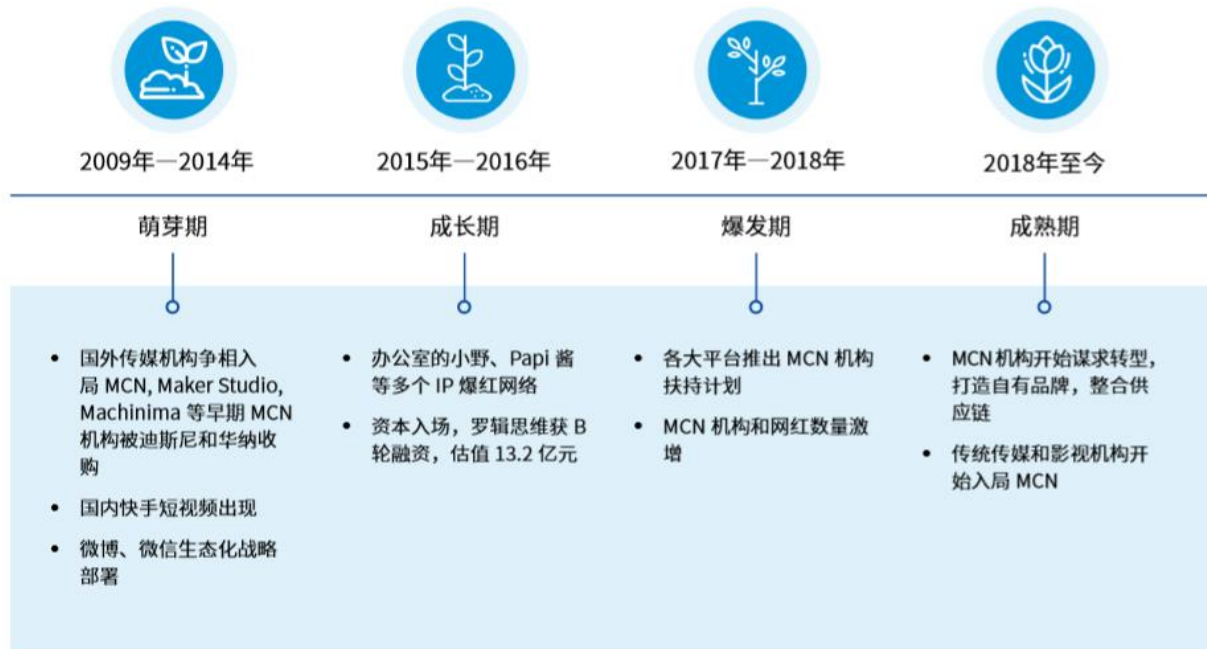 2009年—2014年
2015年—2016年
2017年—2018年
2018年至今
萌芽期
成长期
爆发期
成熟期
• 国外传媒机构争相入
局 MCN, Maker Studio,
Machinima 等早期 MCN
机构被迪斯尼和华纳收
购
• 国内快手短视频出现
• 微博、微信生态化战略
部署
• 办公室的小野、Papi 酱
等多个 IP 爆红网络
• 资本入场，罗辑思维获 B
轮融资，估值 13.2 亿元
• 各大平台推出 MCN 机构
扶持计划
• MCN 机构和网红数量激
增
• MCN机构开始谋求转型，
打造自有品牌，整合供
应链
• 传统传媒和影视机构开
始入局 MCN